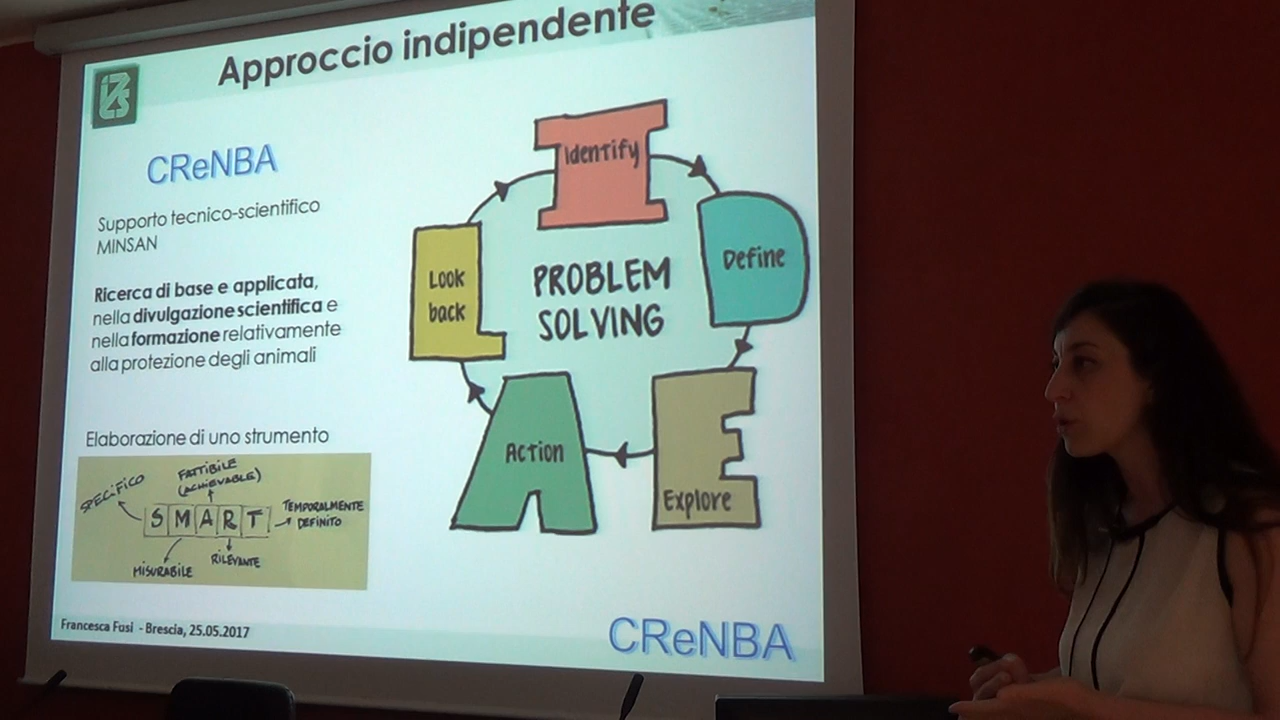 Approccio indipendente
IZS
CReNBA
Supporto tecnico-scientifico
MINSAN
Ricerca di base e applicata,
nella divulgazione scientifica e
nella formazione relativamente
alla protezione degli animali
Elaborazione di uno strumento
SPECIFICO
FATTIBILE
(ACHIEVABLE)
SMART
TEMPORALMENTE
DEFINITO
MISURABILE
RILEVANTE
Identify
Define
Explore
Action
Look
back
PROBLEM
SOLVING
Francesca Fusi - Brescia, 25.05.2017
CReNBA